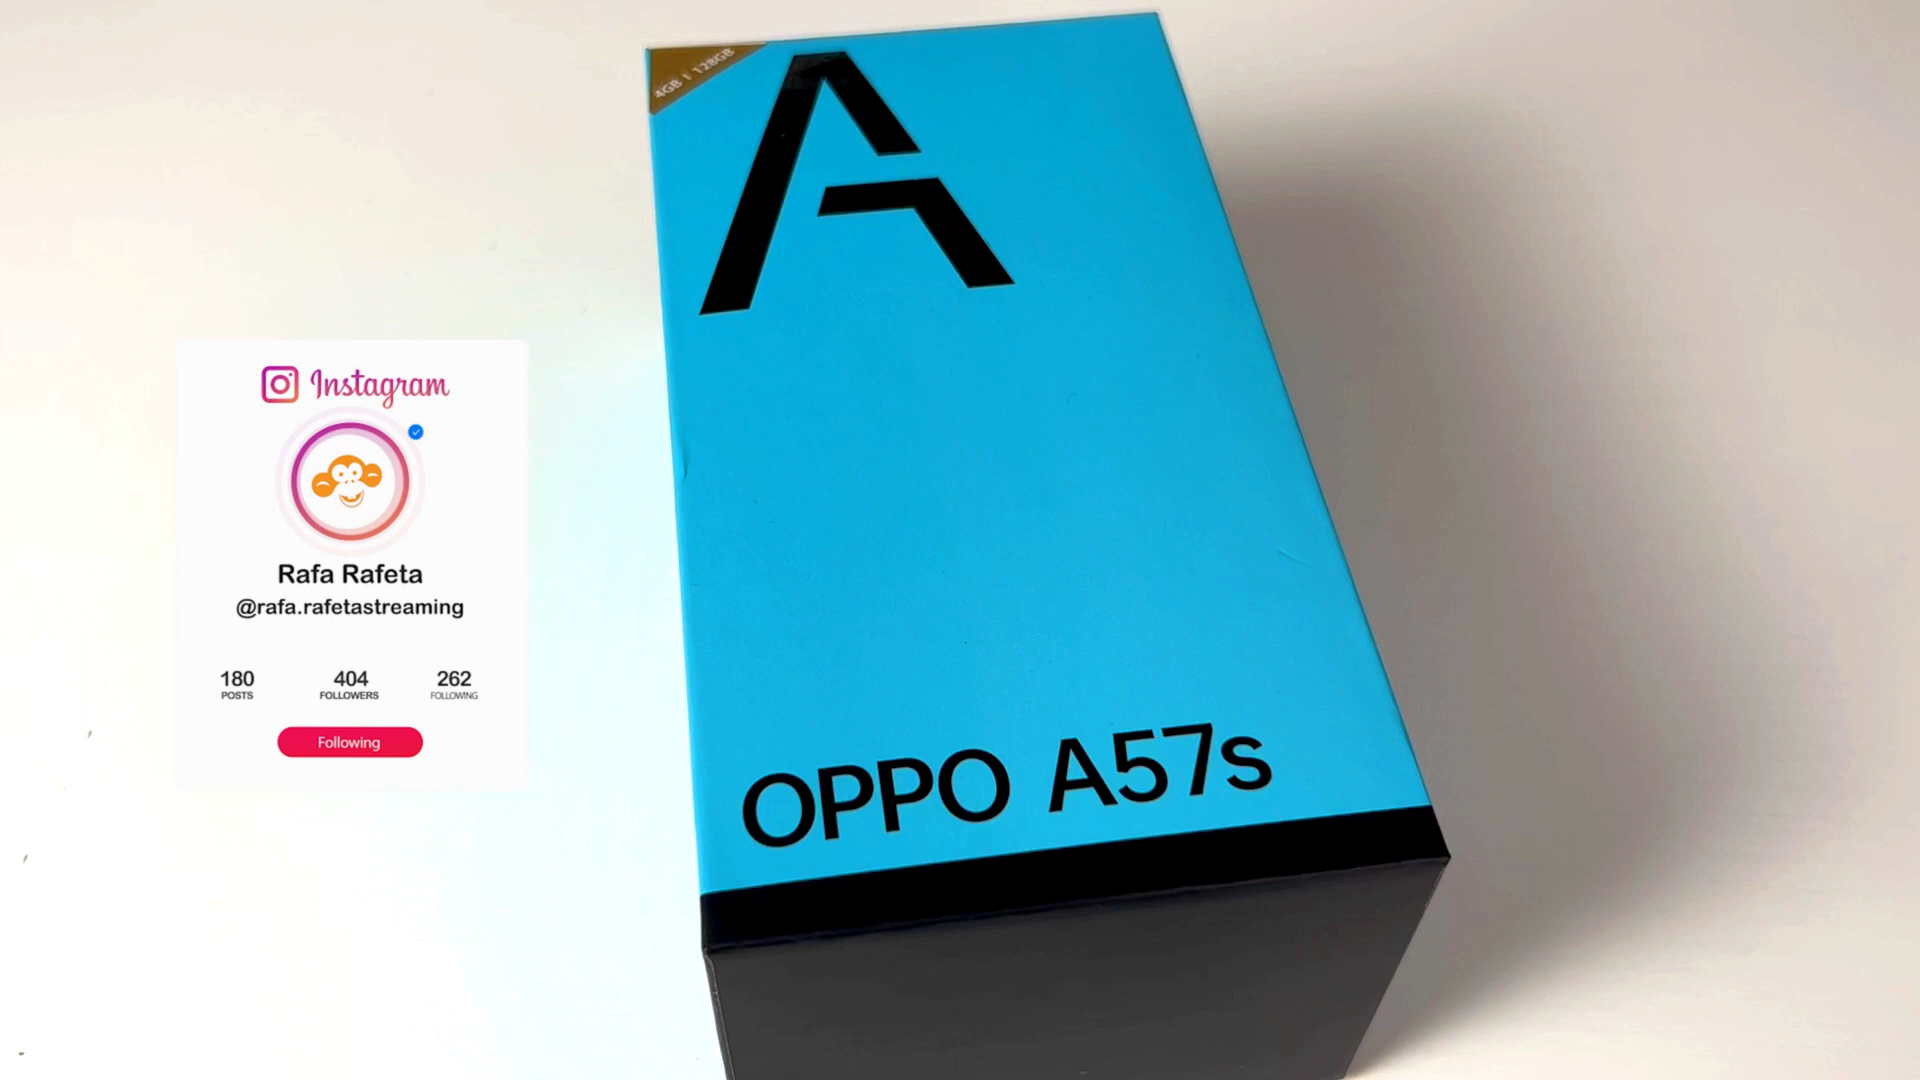 4GB | 128GB
A
OPPO A57s
Instagram
Rafa Rafeta
@rafa.rafetastreaming
180 404 262
POSTS FOLLOWERS FOLLOWING
Following